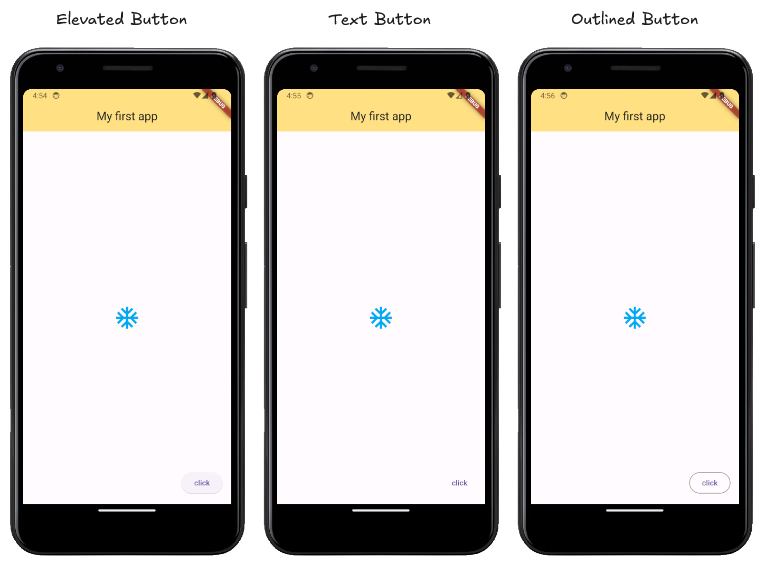 Elevated Button
Text Button
Outlined Button
4:54
DEBUG
My first app
click
4:55
DEBUG
My first app
click
4:56
DEBUG
My first app
click